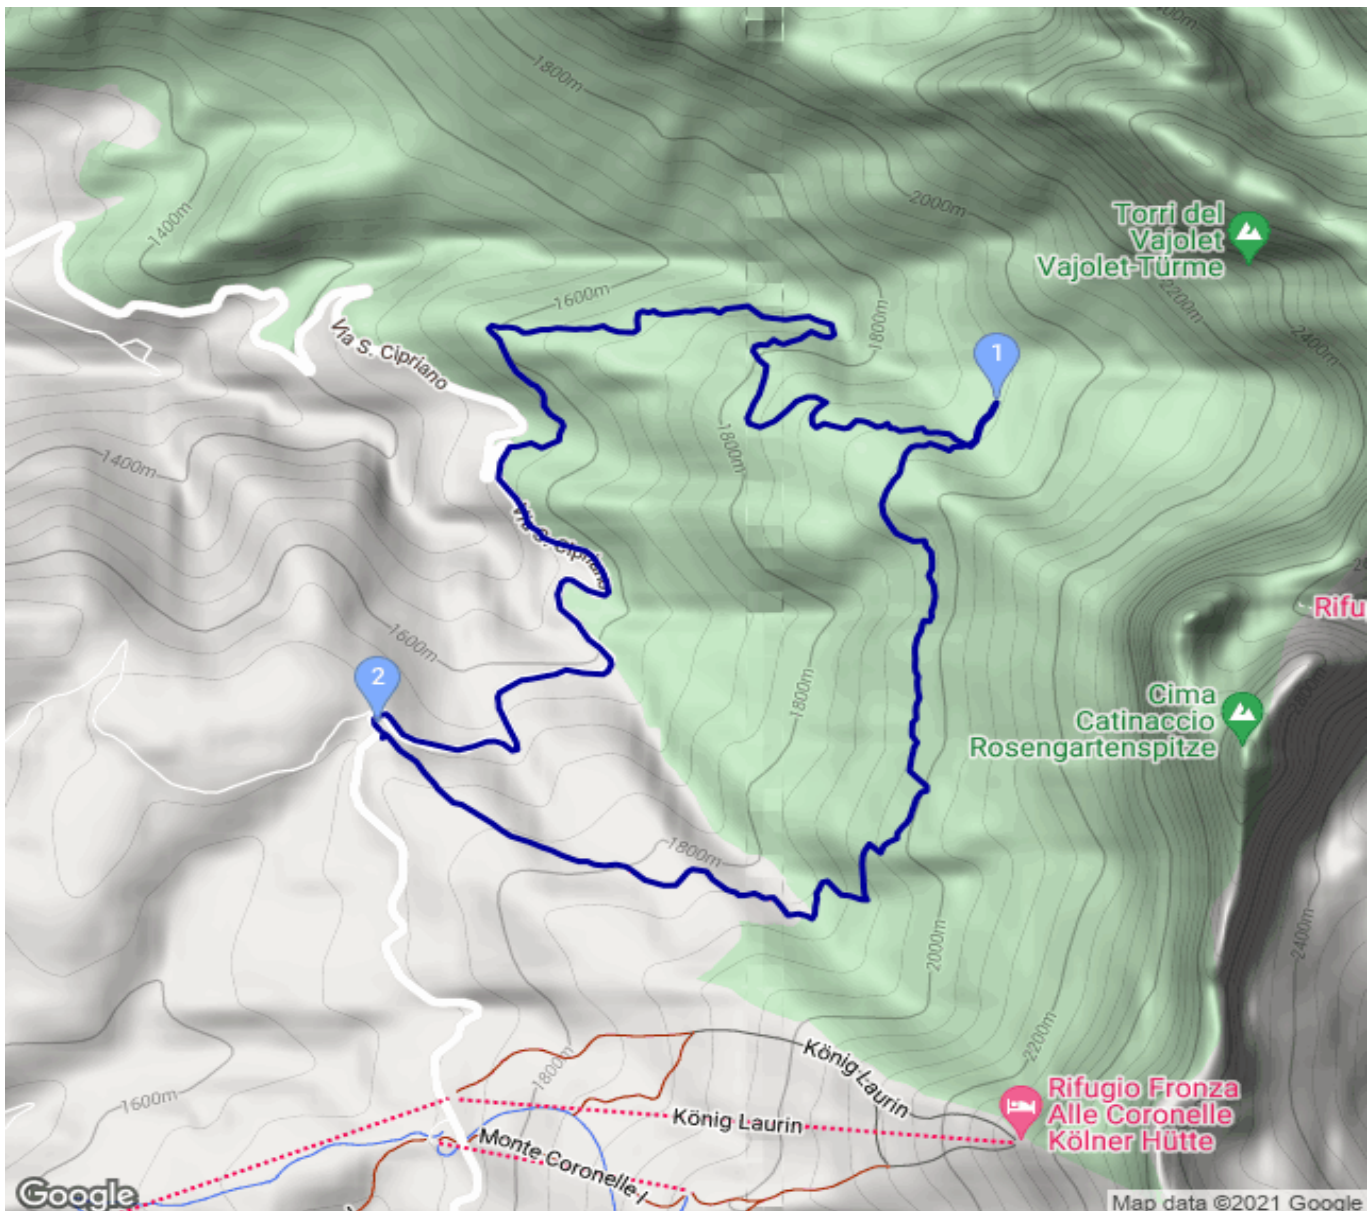 2400m
1800m
2000m
1400m
Torri del
Vajolet
Vajolet-Türme
2200m
1600m
1800m
2400m
Via S. Cipriano
1
1800m
1400m
Via S. Cipriano
Rifu
1600m
2
1800m
Cima
Catinaccio
Rosengartenspitze
1800m
2000m
2400m
2200m
König Laurin
1800m
1600m
Rifugio Fronza
Alle Coronelle
Kölner Hütte
König Laurin
Monte Coronelle I
Google
Map data ©2021 Google